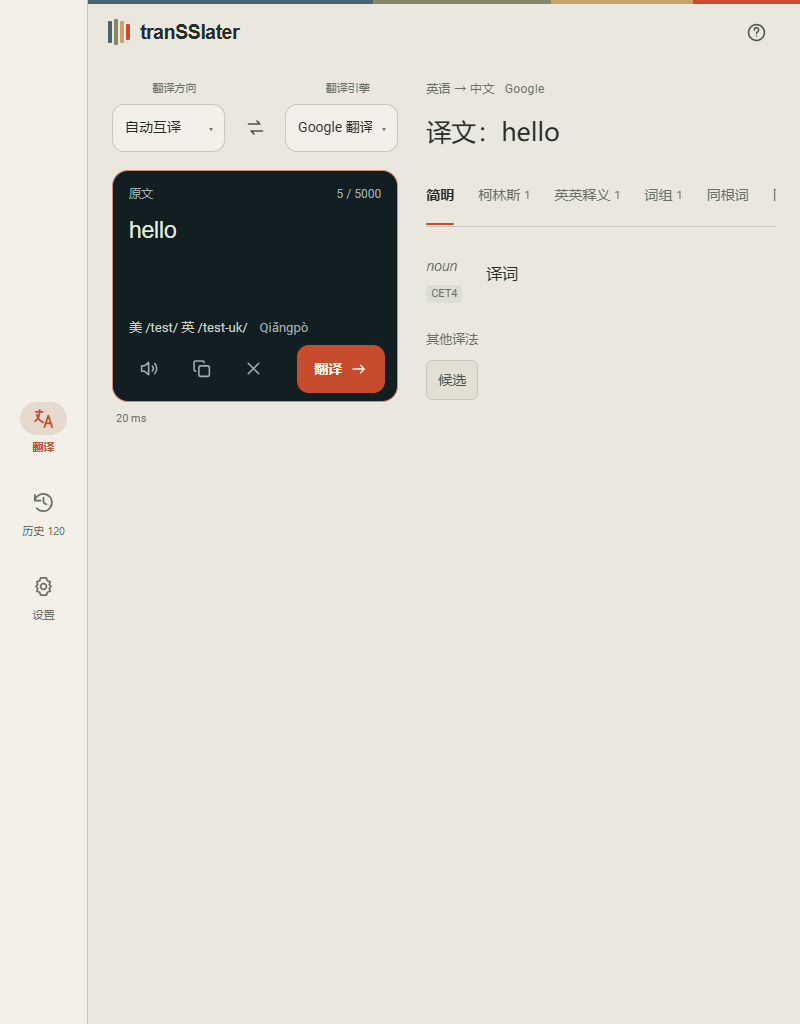 tranSSlater
翻译方向
翻译引擎
自动互译
Google 翻译
原文
5 / 5000
hello
美 /test/ 英 /test-uk/ Qiǎngpò
翻译
20 ms
英语 → 中文 Google
译文：hello
简明 柯林斯 1 英英释义 1 词组 1 同根词
noun
译词
CET4
其他译法
候选
翻译
历史 120
设置